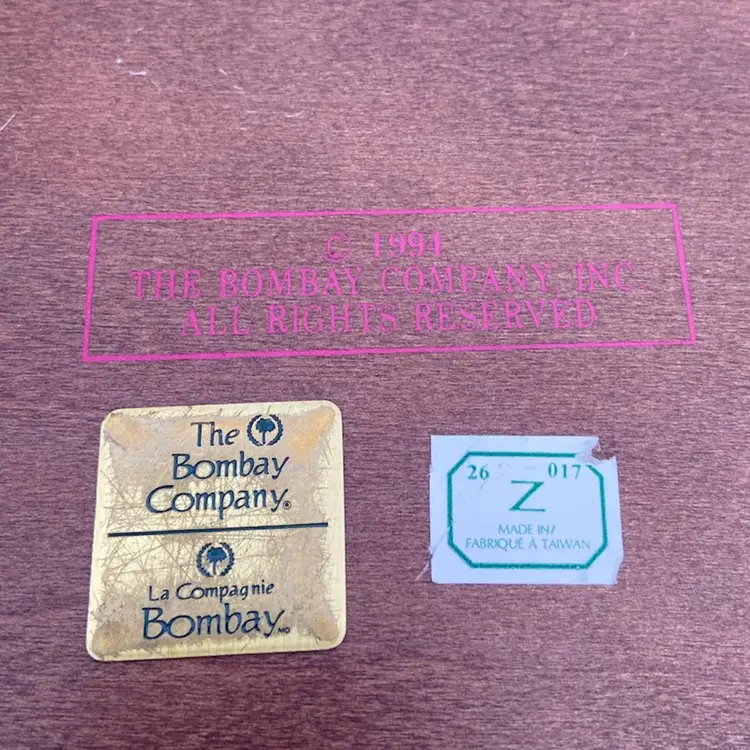 © 1994
THE BOMBAY COMPANY, INC
ALL RIGHTS RESERVED
The
Bombay
Company®
La Compagnie
Bombay MD
26 017
Z
MADE IN/
FABRIQUÉ À TAIWAN